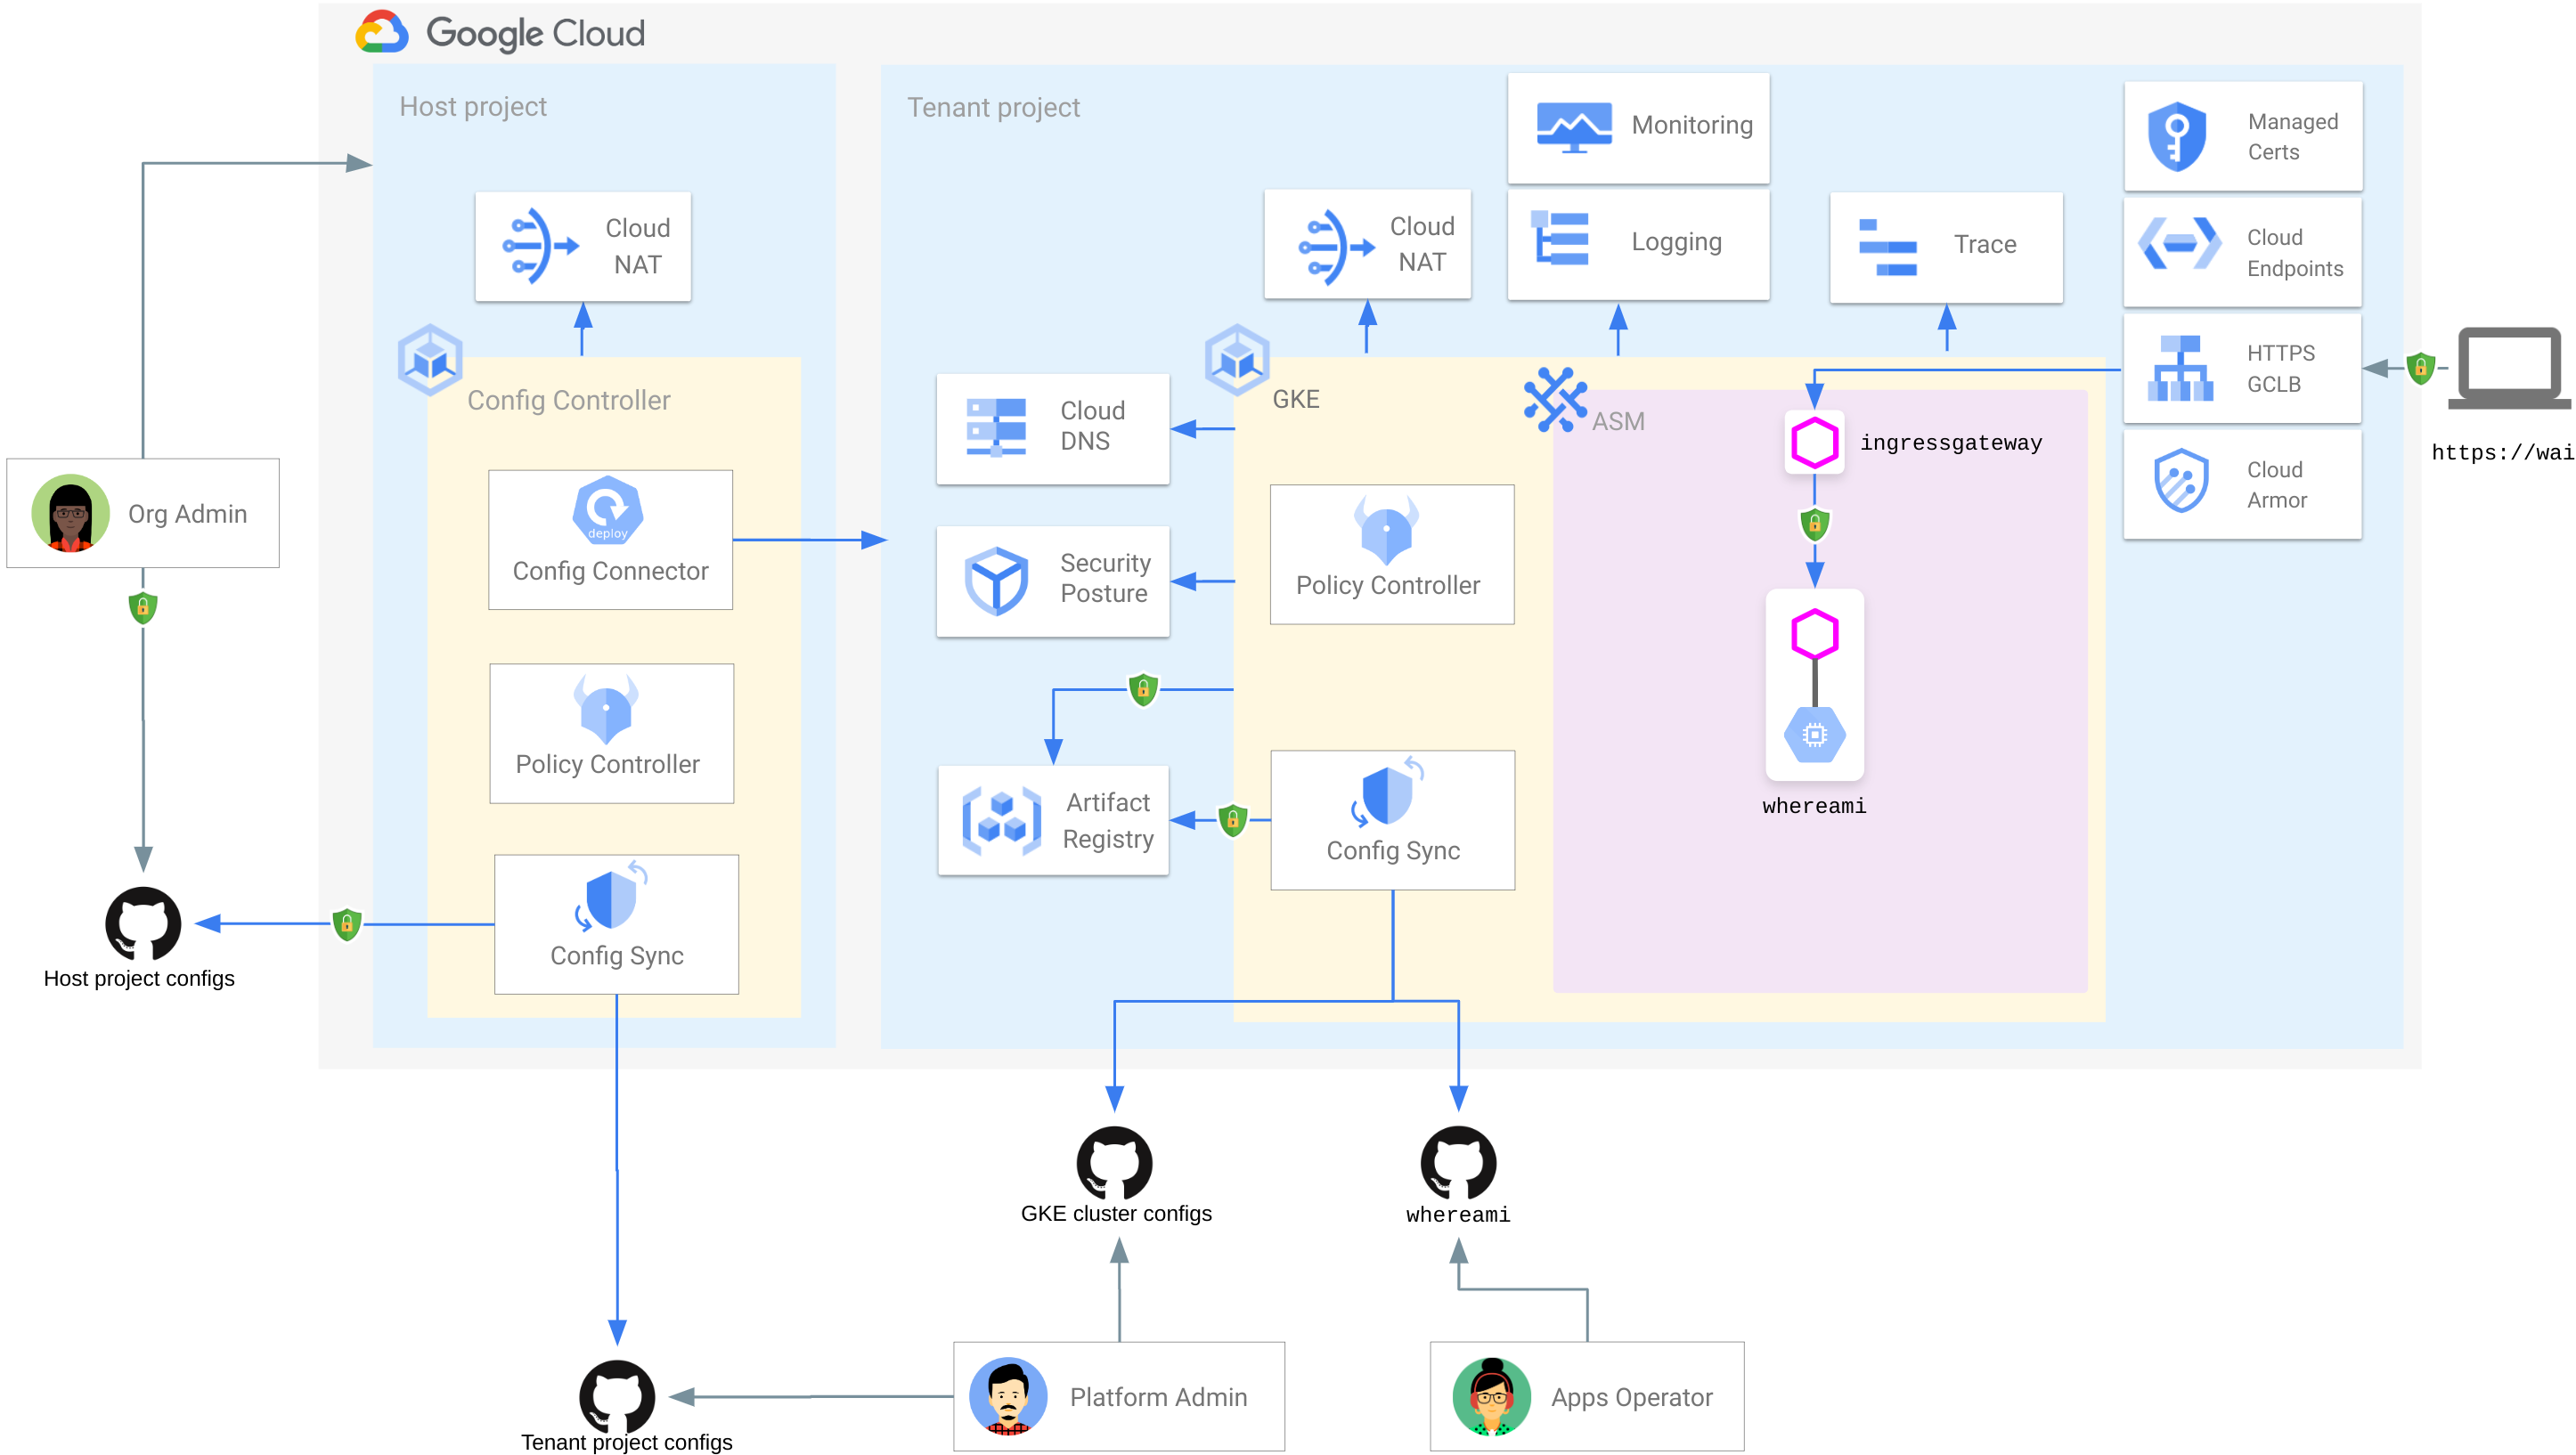 Google Cloud
Host project
Tenant project
Monitoring
Managed
Certs
Cloud
NAT
Cloud
NAT
Logging
Trace
Cloud
Endpoints
HTTPS
GCLB
https://wai
Config Controller
GKE
ASM
ingressgateway
Cloud
DNS
Cloud
Armor
Org Admin
deploy
Config Connector
Security
Posture
Policy Controller
Policy Controller
Artifact
Registry
whereami
Config Sync
Config Sync
Host project configs
GKE cluster configs
whereami
Platform Admin
Apps Operator
Tenant project configs